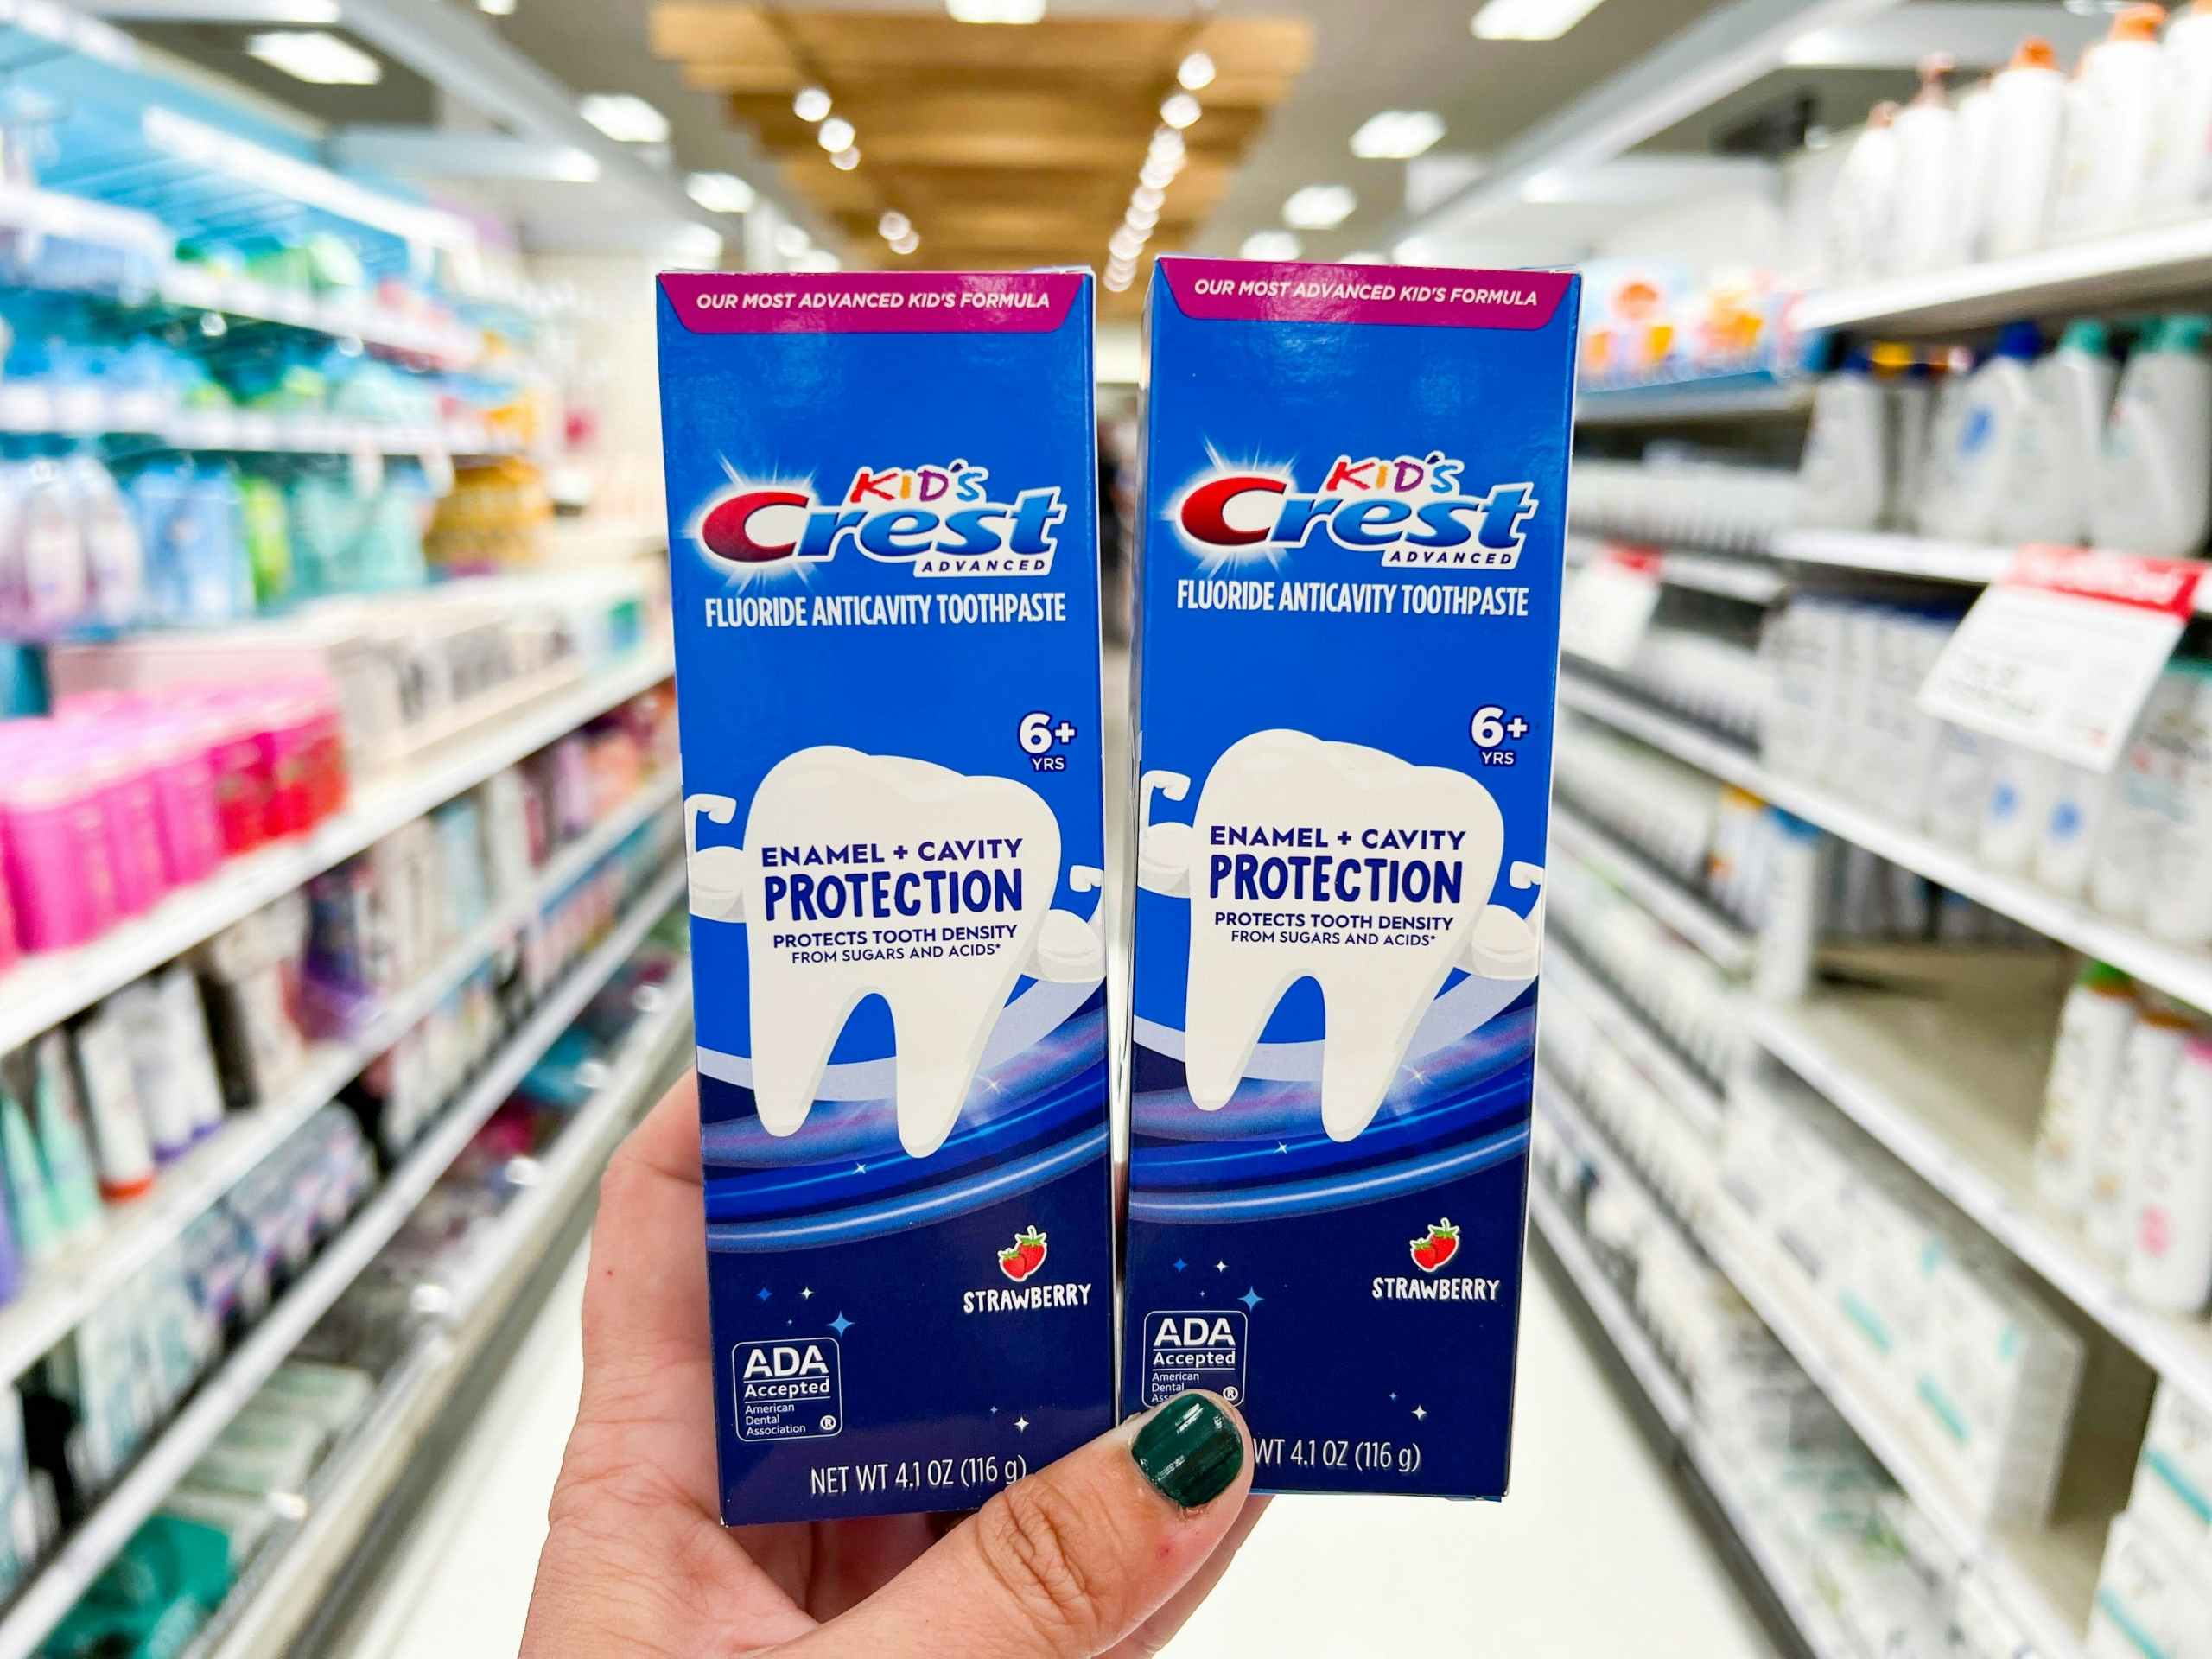 OUR MOST ADVANCED KID'S FORMULA
KID'S
Crest
ADVANCED
FLUORIDE ANTICAVITY TOOTHPASTE
6+
YRS
ENAMEL + CAVITY
PROTECTION
PROTECTS TOOTH DENSITY
FROM SUGARS AND ACIDS*
STRAWBERRY
ADA
Accepted
American
Dental
Association ®
NET WT 4.1 OZ (116 g)
OUR MOST ADVANCED KID'S FORMULA
KID'S
Crest
ADVANCED
FLUORIDE ANTICAVITY TOOTHPASTE
6+
YRS
ENAMEL + CAVITY
PROTECTION
PROTECTS TOOTH DENSITY
FROM SUGARS AND ACIDS*
STRAWBERRY
ADA
Accepted
American
Dental
®
WT 4.1 OZ (116 g)